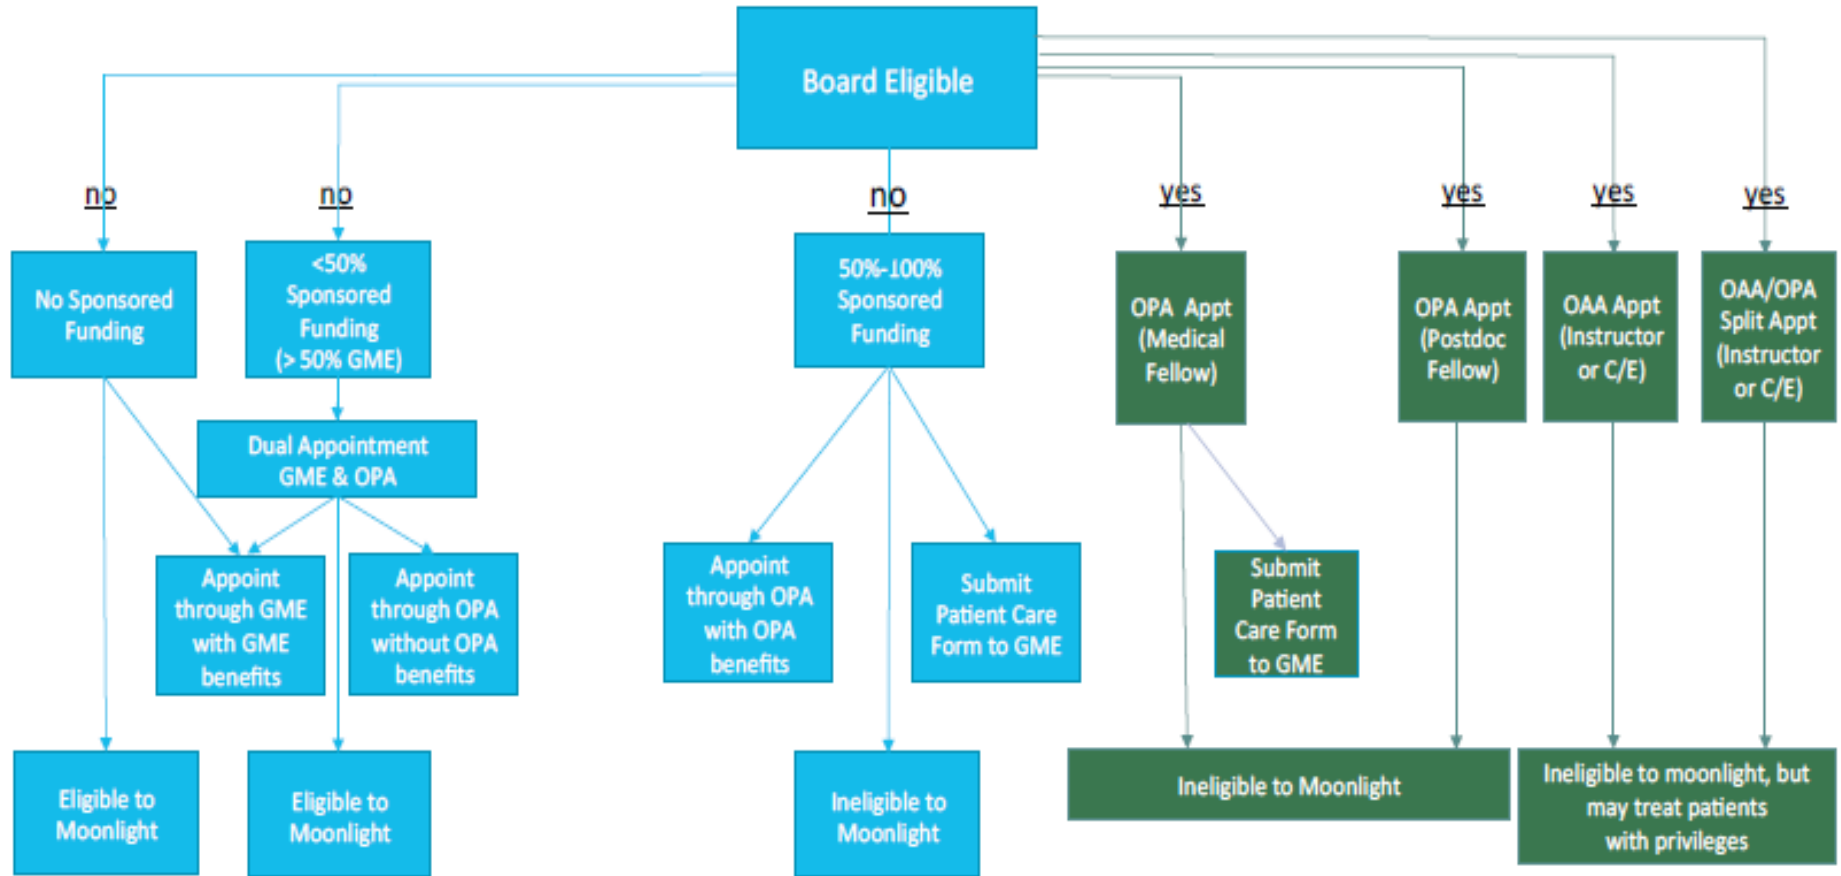 Board Eligible
no
no
no
yes
yes
yes
yes
No Sponsored
Funding
<50%
Sponsored
Funding
(> 50% GME)
50%-100%
Sponsored
Funding
OPA Appt
(Medical
Fellow)
OPA Appt
(Postdoc
Fellow)
OAA Appt
(Instructor
or C/E)
OAA/OPA
Split Appt
(Instructor
or C/E)
Dual Appointment
GME & OPA
Appoint
through GME
with GME
benefits
Appoint
through OPA
without OPA
benefits
Appoint
through OPA
with OPA
benefits
Submit
Patient Care
Form to GME
Submit
Patient
Care Form
to GME
Eligible to
Moonlight
Eligible to
Moonlight
Ineligible to
Moonlight
Ineligible to Moonlight
Ineligible to moonlight, but
may treat patients
with privileges